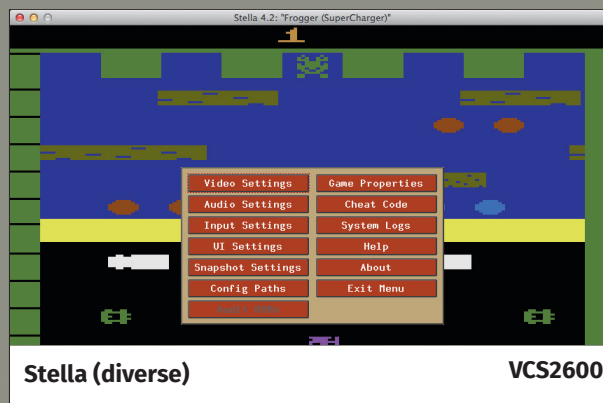 Stella 4.2: "Frogger (SuperCharger)"
1
Video Settings Game Properties
Audio Settings Cheat Code
Input Settings System Logs
UI Settings Help
Snapshot Settings About
Config Paths Exit Menu
Stella (diverse) VCS2600